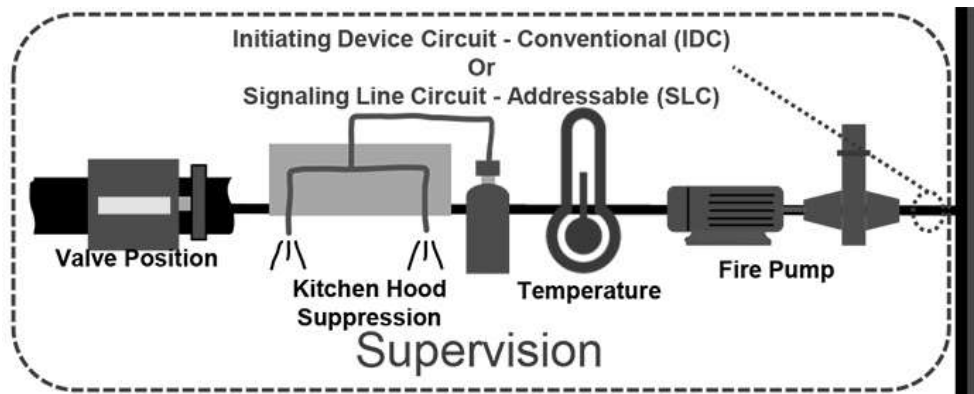 Initiating Device Circuit - Conventional (IDC)
Or
Signaling Line Circuit - Addressable (SLC)
Valve Position
Kitchen Hood
Suppression
Temperature
Fire Pump
Supervision